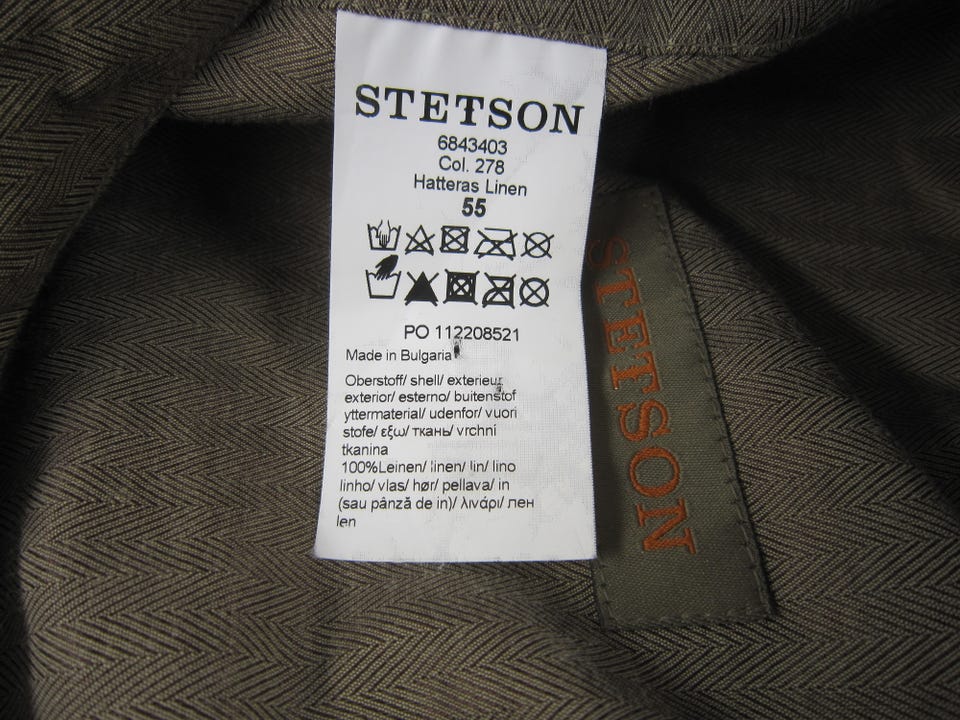 STETSON
6843403
Col. 278
Hatteras Linen
55
PO 112208521
Made in Bulgaria
Oberstoff/ shell/ exterieur
exterior/ esterno/ buitenstof
yttermaterial/ udenfor/ vuori
stofe/ εξω/ ткань/ vrchní
tkanina
100%Leinen/ linen/ lin/ lino
linho/ vlas/ hør/ pellava/ in
(sau pânză de in)/ λινάρι/ лен
len
STETSON